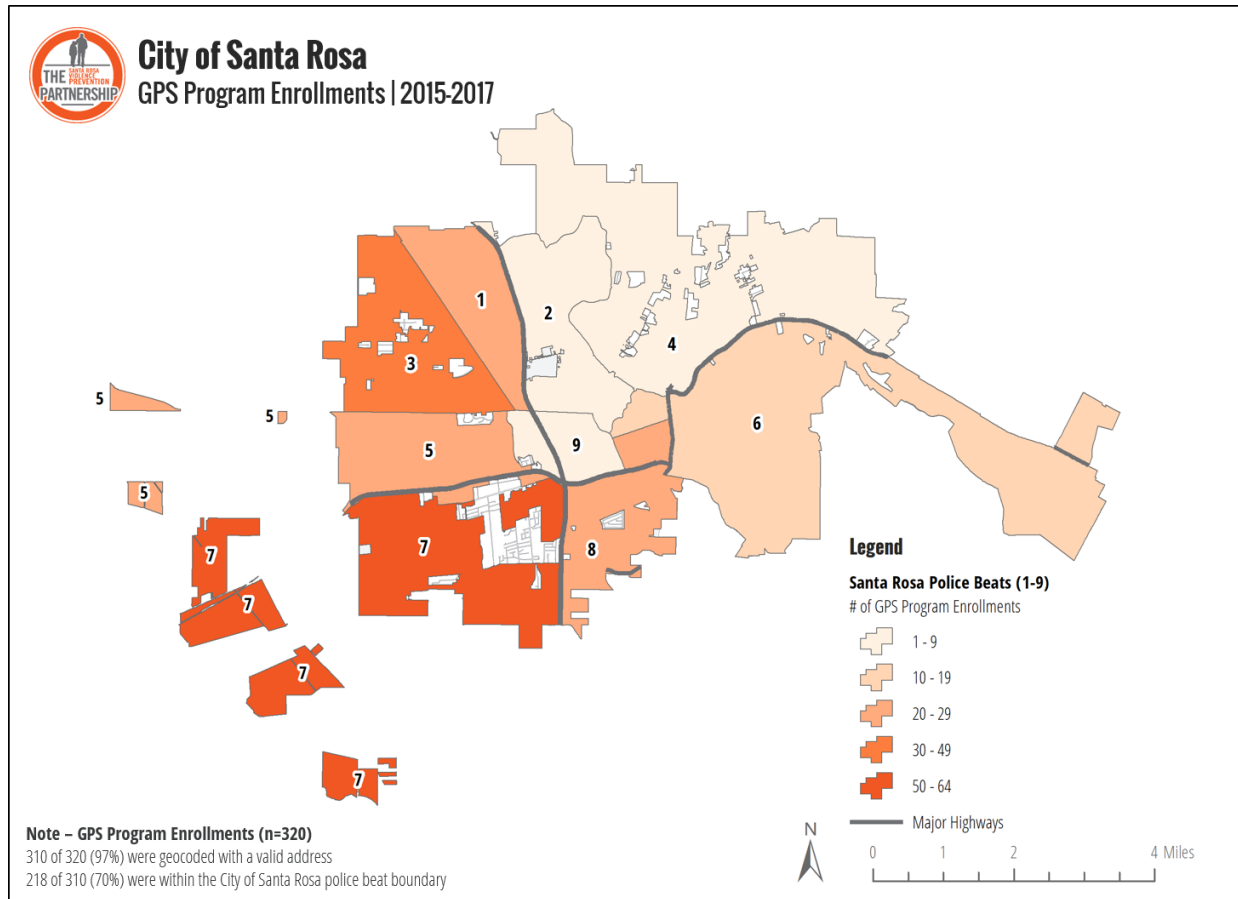 THE
SANTA ROSA
VIOLENCE
PREVENTION
PARTNERSHIP
City of Santa Rosa
GPS Program Enrollments | 2015-2017
1
2
3
4
5
5
5
9
6
5
7
7
8
7
7
7
Legend
Santa Rosa Police Beats (1-9)
# of GPS Program Enrollments
1 - 9
10 - 19
20 - 29
30 - 49
50 - 64
Major Highways
N
0 1 2 4 Miles
Note – GPS Program Enrollments (n=320)
310 of 320 (97%) were geocoded with a valid address
218 of 310 (70%) were within the City of Santa Rosa police beat boundary